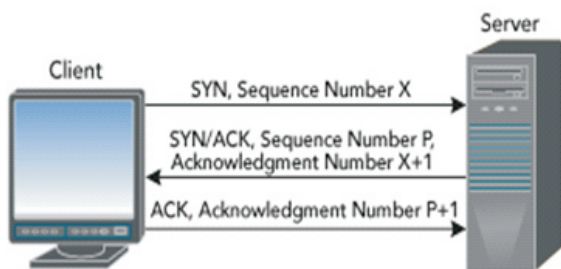 Server
Client
SYN, Sequence Number X
SYN/ACK, Sequence Number P,
Acknowledgment Number X+1
ACK, Acknowledgment Number P+1